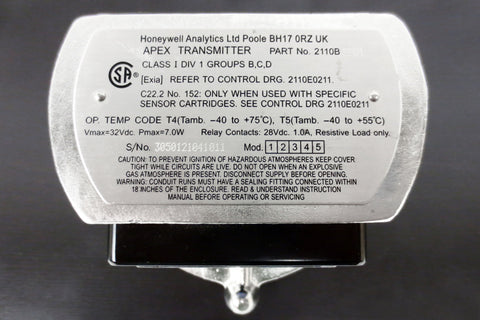 Honeywell Analytics Ltd Poole BH17 0RZ UK
APEX TRANSMITTER PART No. 2110B
CLASS I DIV 1 GROUPS B,C,D
SA
[Exia] REFER TO CONTROL DRG. 2110E0211.
C22.2 No. 152: ONLY WHEN USED WITH SPECIFIC
SENSOR CARTRIDGES. SEE CONTROL DRG 2110E0211
OP. TEMP CODE T4(Tamb. –40 to +75°C), T5(Tamb. –40 to +55°C)
Vmax=32Vdc. Pmax=7.0W Relay Contacts: 28Vdc. 1.0A, Resistive Load only.
S/No. 3050121041011 Mod. 1 2 3 4 5
CAUTION: TO PREVENT IGNITION OF HAZARDOUS ATMOSPHERES KEEP COVER
TIGHT WHILE CIRCUITS ARE LIVE. DO NOT OPEN WHEN AN EXPLOSIVE
GAS ATMOSPHERE IS PRESENT. DISCONNECT SUPPLY BEFORE OPENING.
WARNING: CONDUIT RUNS MUST HAVE A SEALING FITTING CONNECTED WITHIN
18 INCHES OF THE ENCLOSURE. READ & UNDERSTAND INSTRUCTION
MANUAL BEFORE OPERATING OR SERVICING